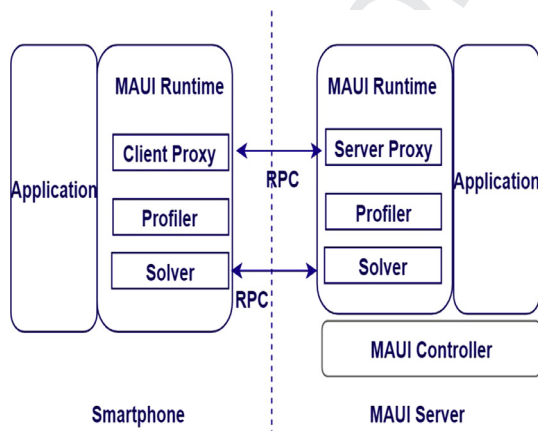 MAUI Runtime
Client Proxy
Application
Profiler
Solver
RPC
RPC
MAUI Runtime
Server Proxy
Application
Profiler
Solver
MAUI Controller
Smartphone
MAUI Server